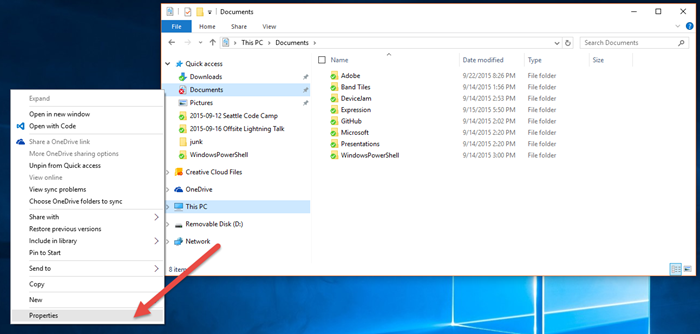 Documents
File
Home
Share
View
This PC > Documents >
Search Documents
Name
Date modified
Type
Size
Quick access
Downloads
Documents
Pictures
2015-09-12 Seattle Code Camp
2015-09-16 Offsite Lightning Talk
junk
WindowsPowerShell
Creative Cloud Files
OneDrive
This PC
Removable Disk (D:)
Network
8 items
Adobe 9/22/2015 8:26 PM File folder
Band Tiles 9/14/2015 1:56 PM File folder
DeviceJam 9/14/2015 2:53 PM File folder
Expression 9/15/2015 5:50 PM File folder
GitHub 9/14/2015 2:02 PM File folder
Microsoft 9/14/2015 2:20 PM File folder
Presentations 9/14/2015 2:20 PM File folder
WindowsPowerShell 9/14/2015 3:00 PM File folder
Expand
Open in new window
Open with Code
Share a OneDrive link
More OneDrive sharing options
Unpin from Quick access
View online
View sync problems
Choose OneDrive folders to sync
Share with
Restore previous versions
Include in library
Pin to Start
Send to
Copy
New
Properties